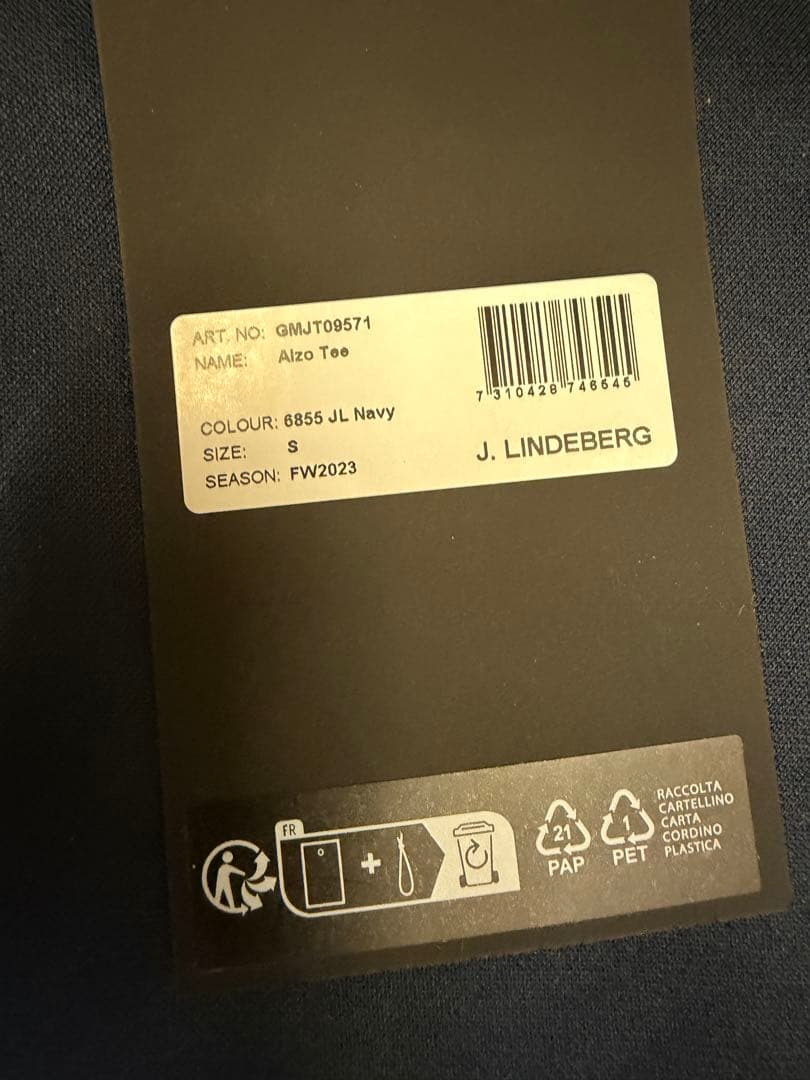 ART. NO: GMJT09571
NAME: Alzo Tee
COLOUR: 6855 JL Navy
SIZE: S
SEASON: FW2023
7 310428 746545
J. LINDEBERG
FR
21
PAP
1
PET
RACCOLTA
CARTELLINO
CARTA
CORDINO
PLASTICA